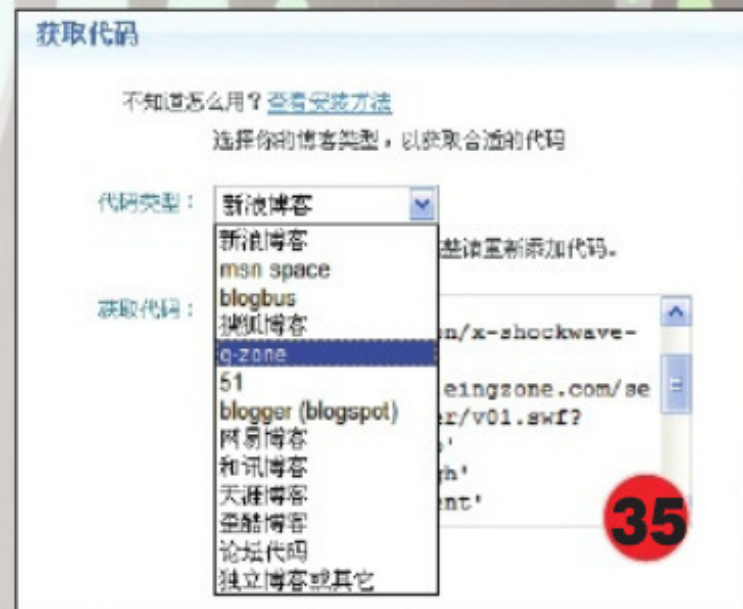 获取代码
不知道怎么用？查看安装方法
选择你的博客类型，以获取合适的代码
代码类型：
新浪博客
新浪博客
msn space
blogbus
搜狐博客
q-zone
51
blogger (blogspot)
网易博客
和讯博客
天涯博客
歪酷博客
论坛代码
独立博客或其它
整请重新添加代码。
获取代码：
n/x-shockwave-
eingzone.com/se
r/v01.swf?
'
gh'
nt'
35